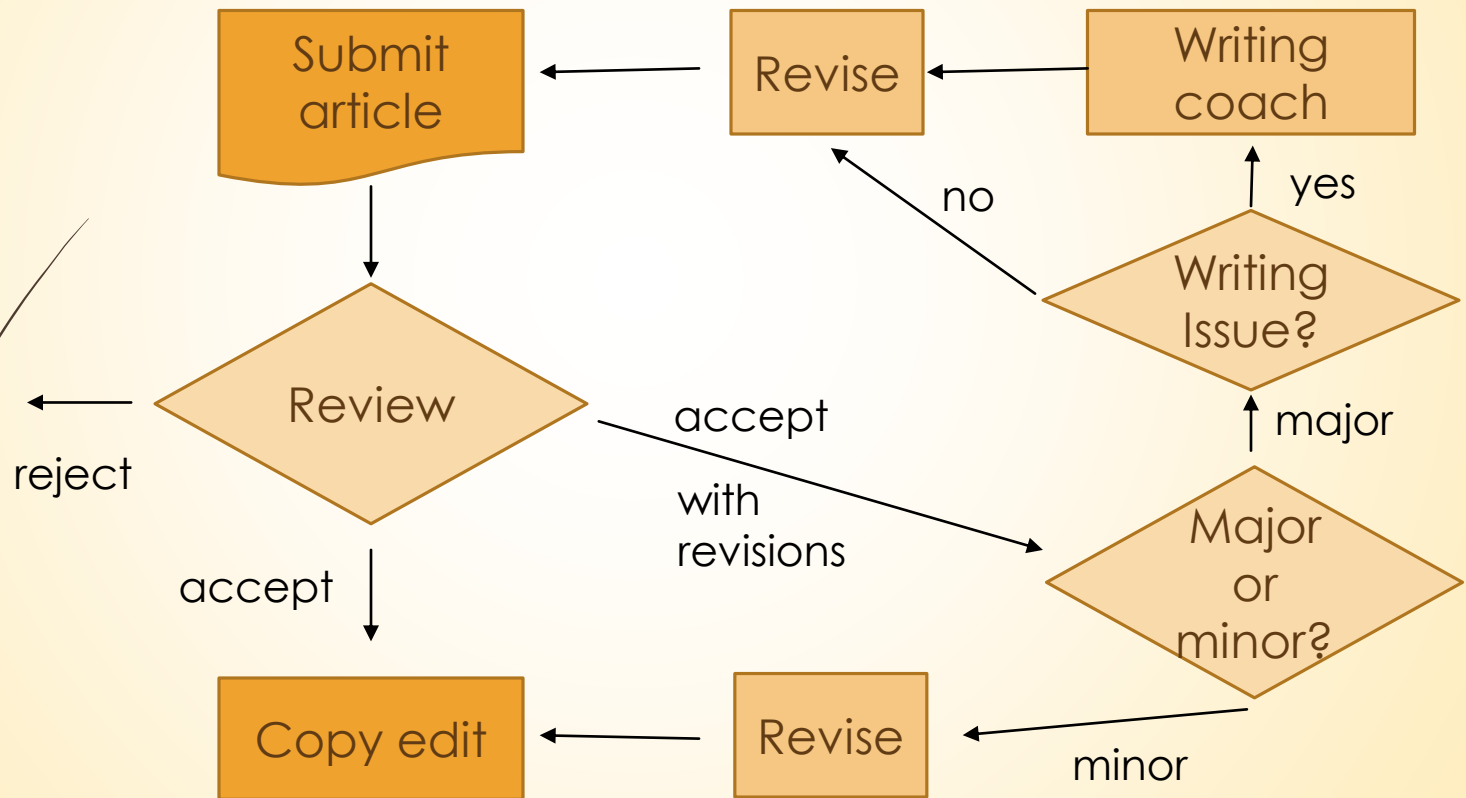 Submit
article
Revise
Writing
coach
no
yes
Writing
Issue?
Review
accept
with
revisions
major
reject
Major
or
minor?
accept
Copy edit
Revise
minor